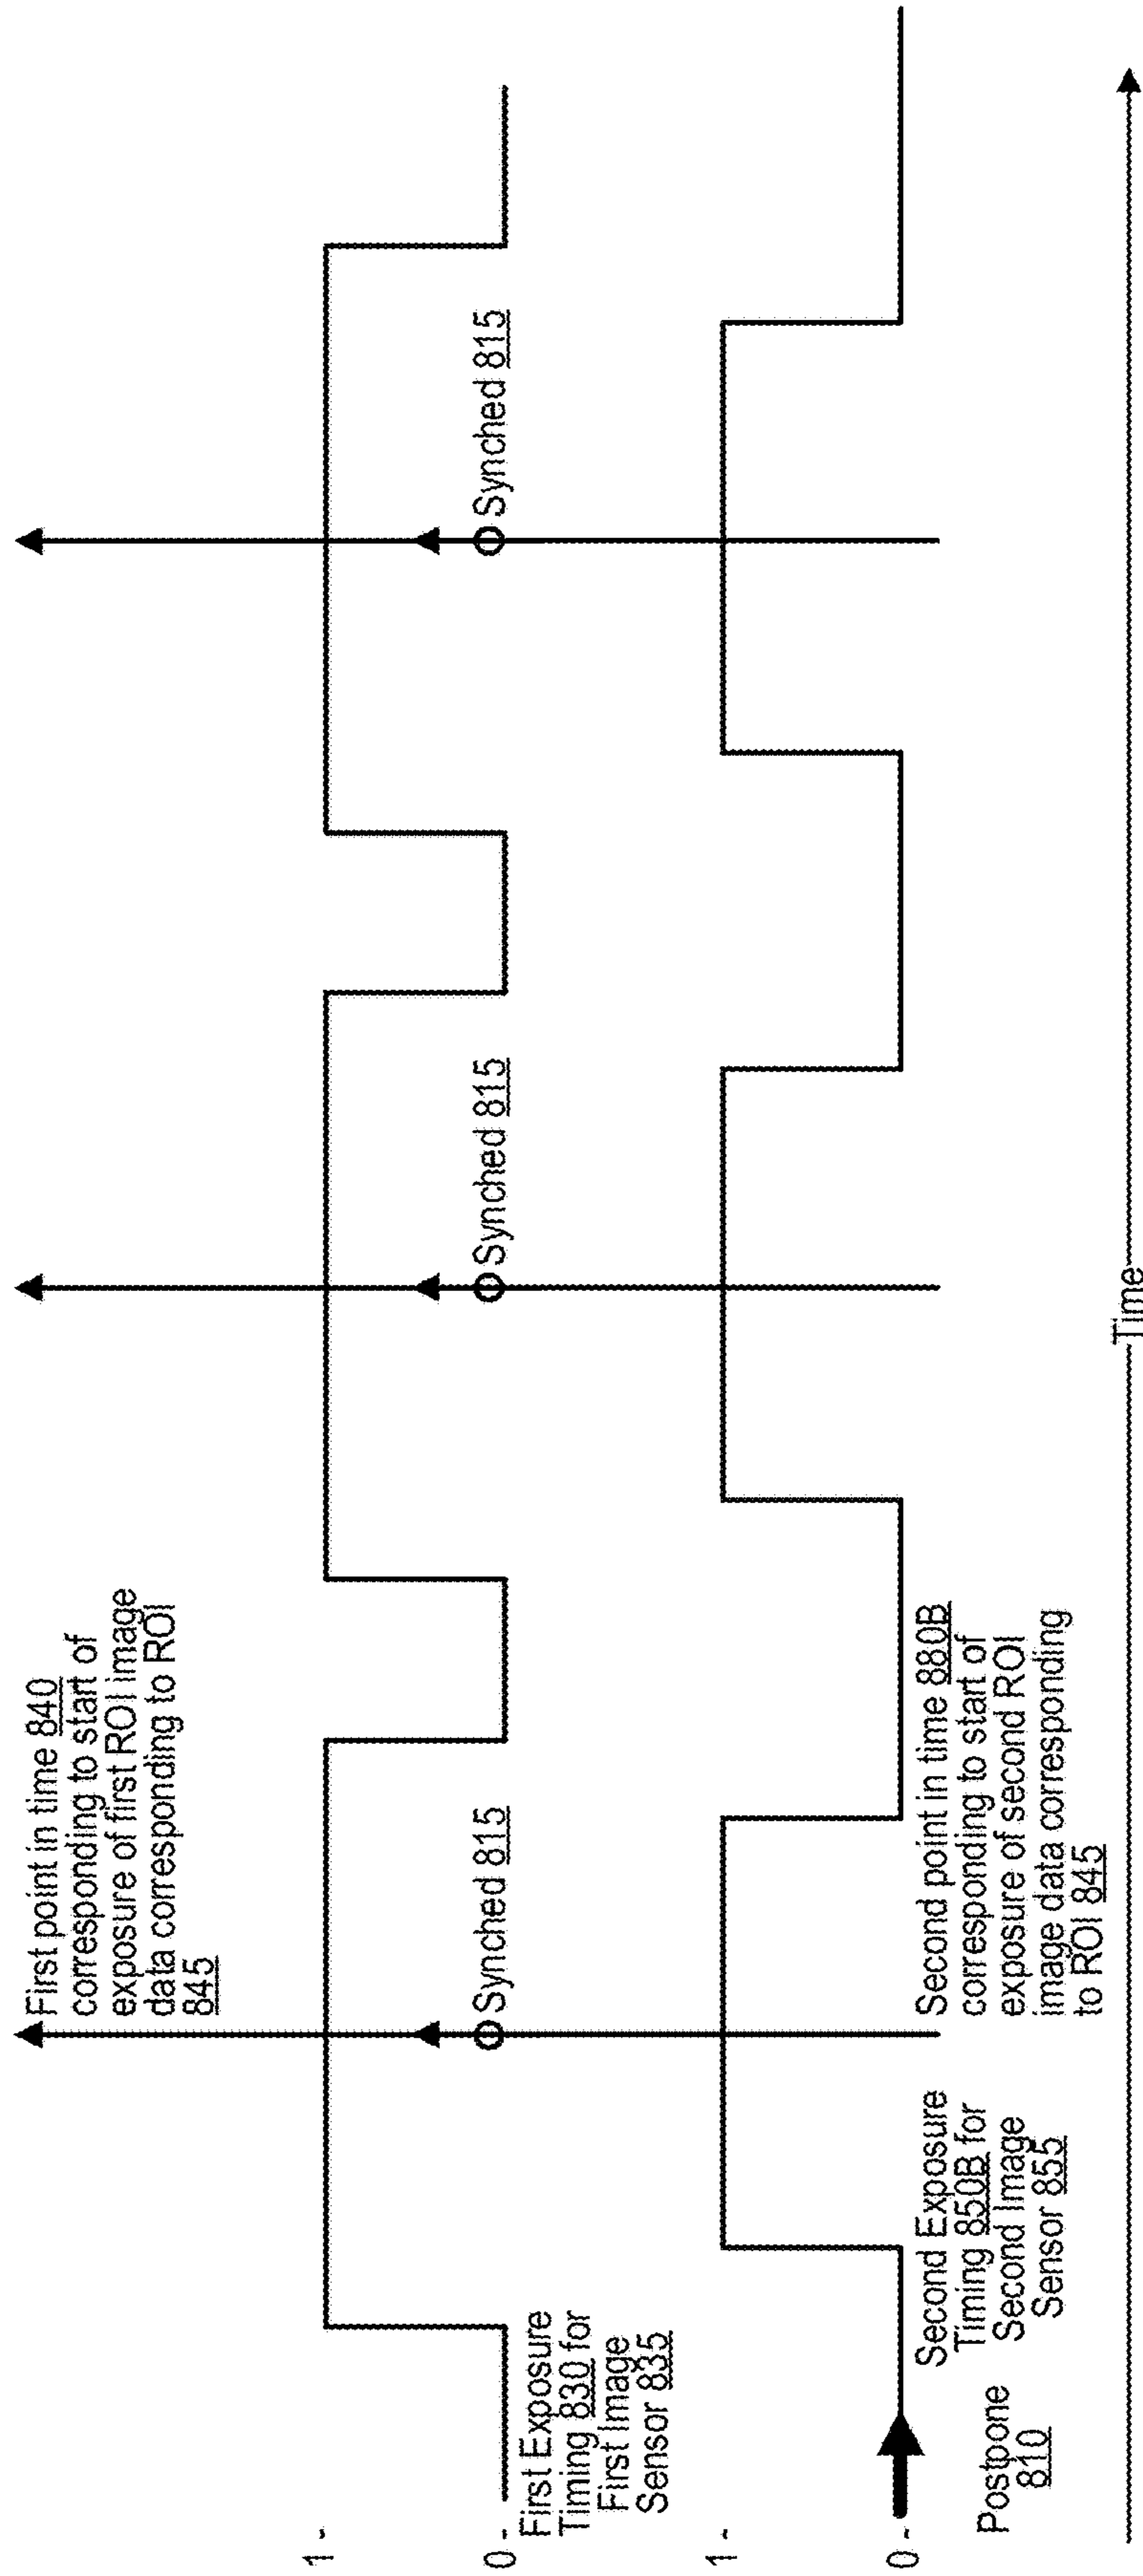 First point in time 840
corresponding to start of
exposure of first ROI image
data corresponding to ROI
845
1-
0-
First Exposure
Timing 830 for
First Image
Sensor 835
Synched 815
Synched 815
Synched 815
1-
0-
Postpone
810
Second Exposure
Timing 850B for
Second Image
Sensor 855
Second point in time 880B
corresponding to start of
exposure of second ROI
image data corresponding
to ROI 845
Time